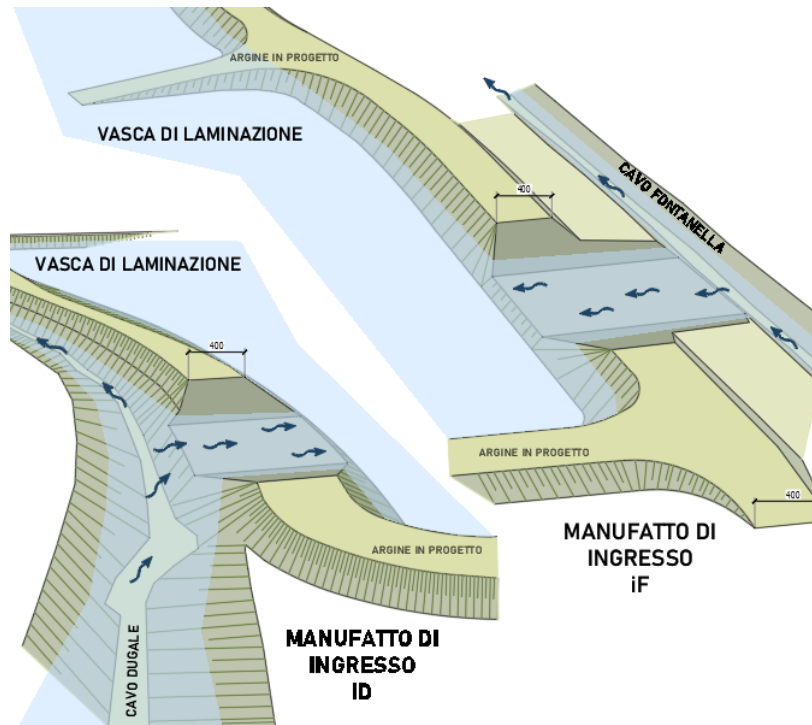 ARGINE IN PROGETTO
VASCA DI LAMINAZIONE
400
CAVO FONTANELLA
VASCA DI LAMINAZIONE
400
ARGINE IN PROGETTO
400
MANUFATTO DI
INGRESSO
iF
ARGINE IN PROGETTO
MANUFATTO DI
INGRESSO
ID
CAVO DUGALE